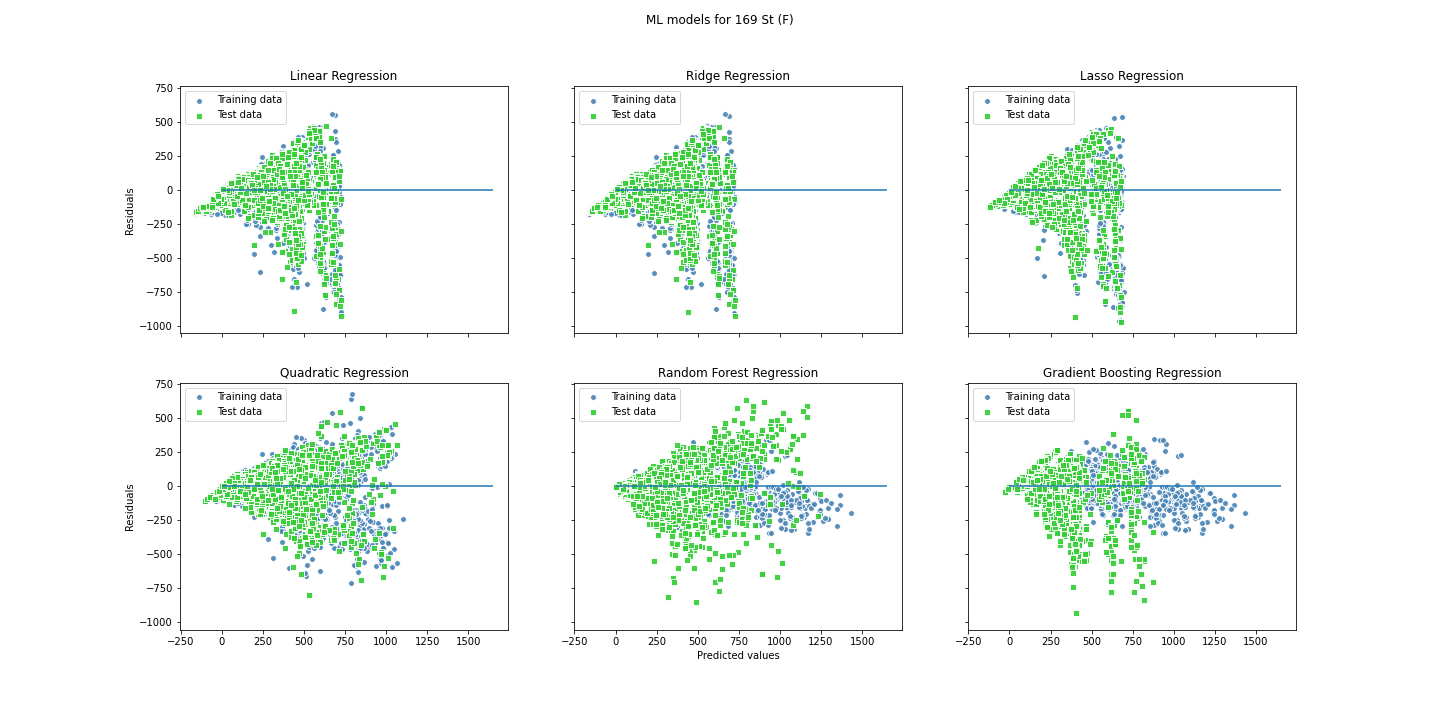 ML models for 169 St (F)
Linear Regression
Ridge Regression
Lasso Regression
750
500
250
0
−250
−500
−750
−1000
Residuals
Training data
Test data
Training data
Test data
Training data
Test data
Quadratic Regression
Random Forest Regression
Gradient Boosting Regression
750
500
250
0
−250
−500
−750
−1000
Residuals
Training data
Test data
Training data
Test data
Training data
Test data
−250 0 250 500 750 1000 1250 1500
−250 0 250 500 750 1000 1250 1500
−250 0 250 500 750 1000 1250 1500
Predicted values